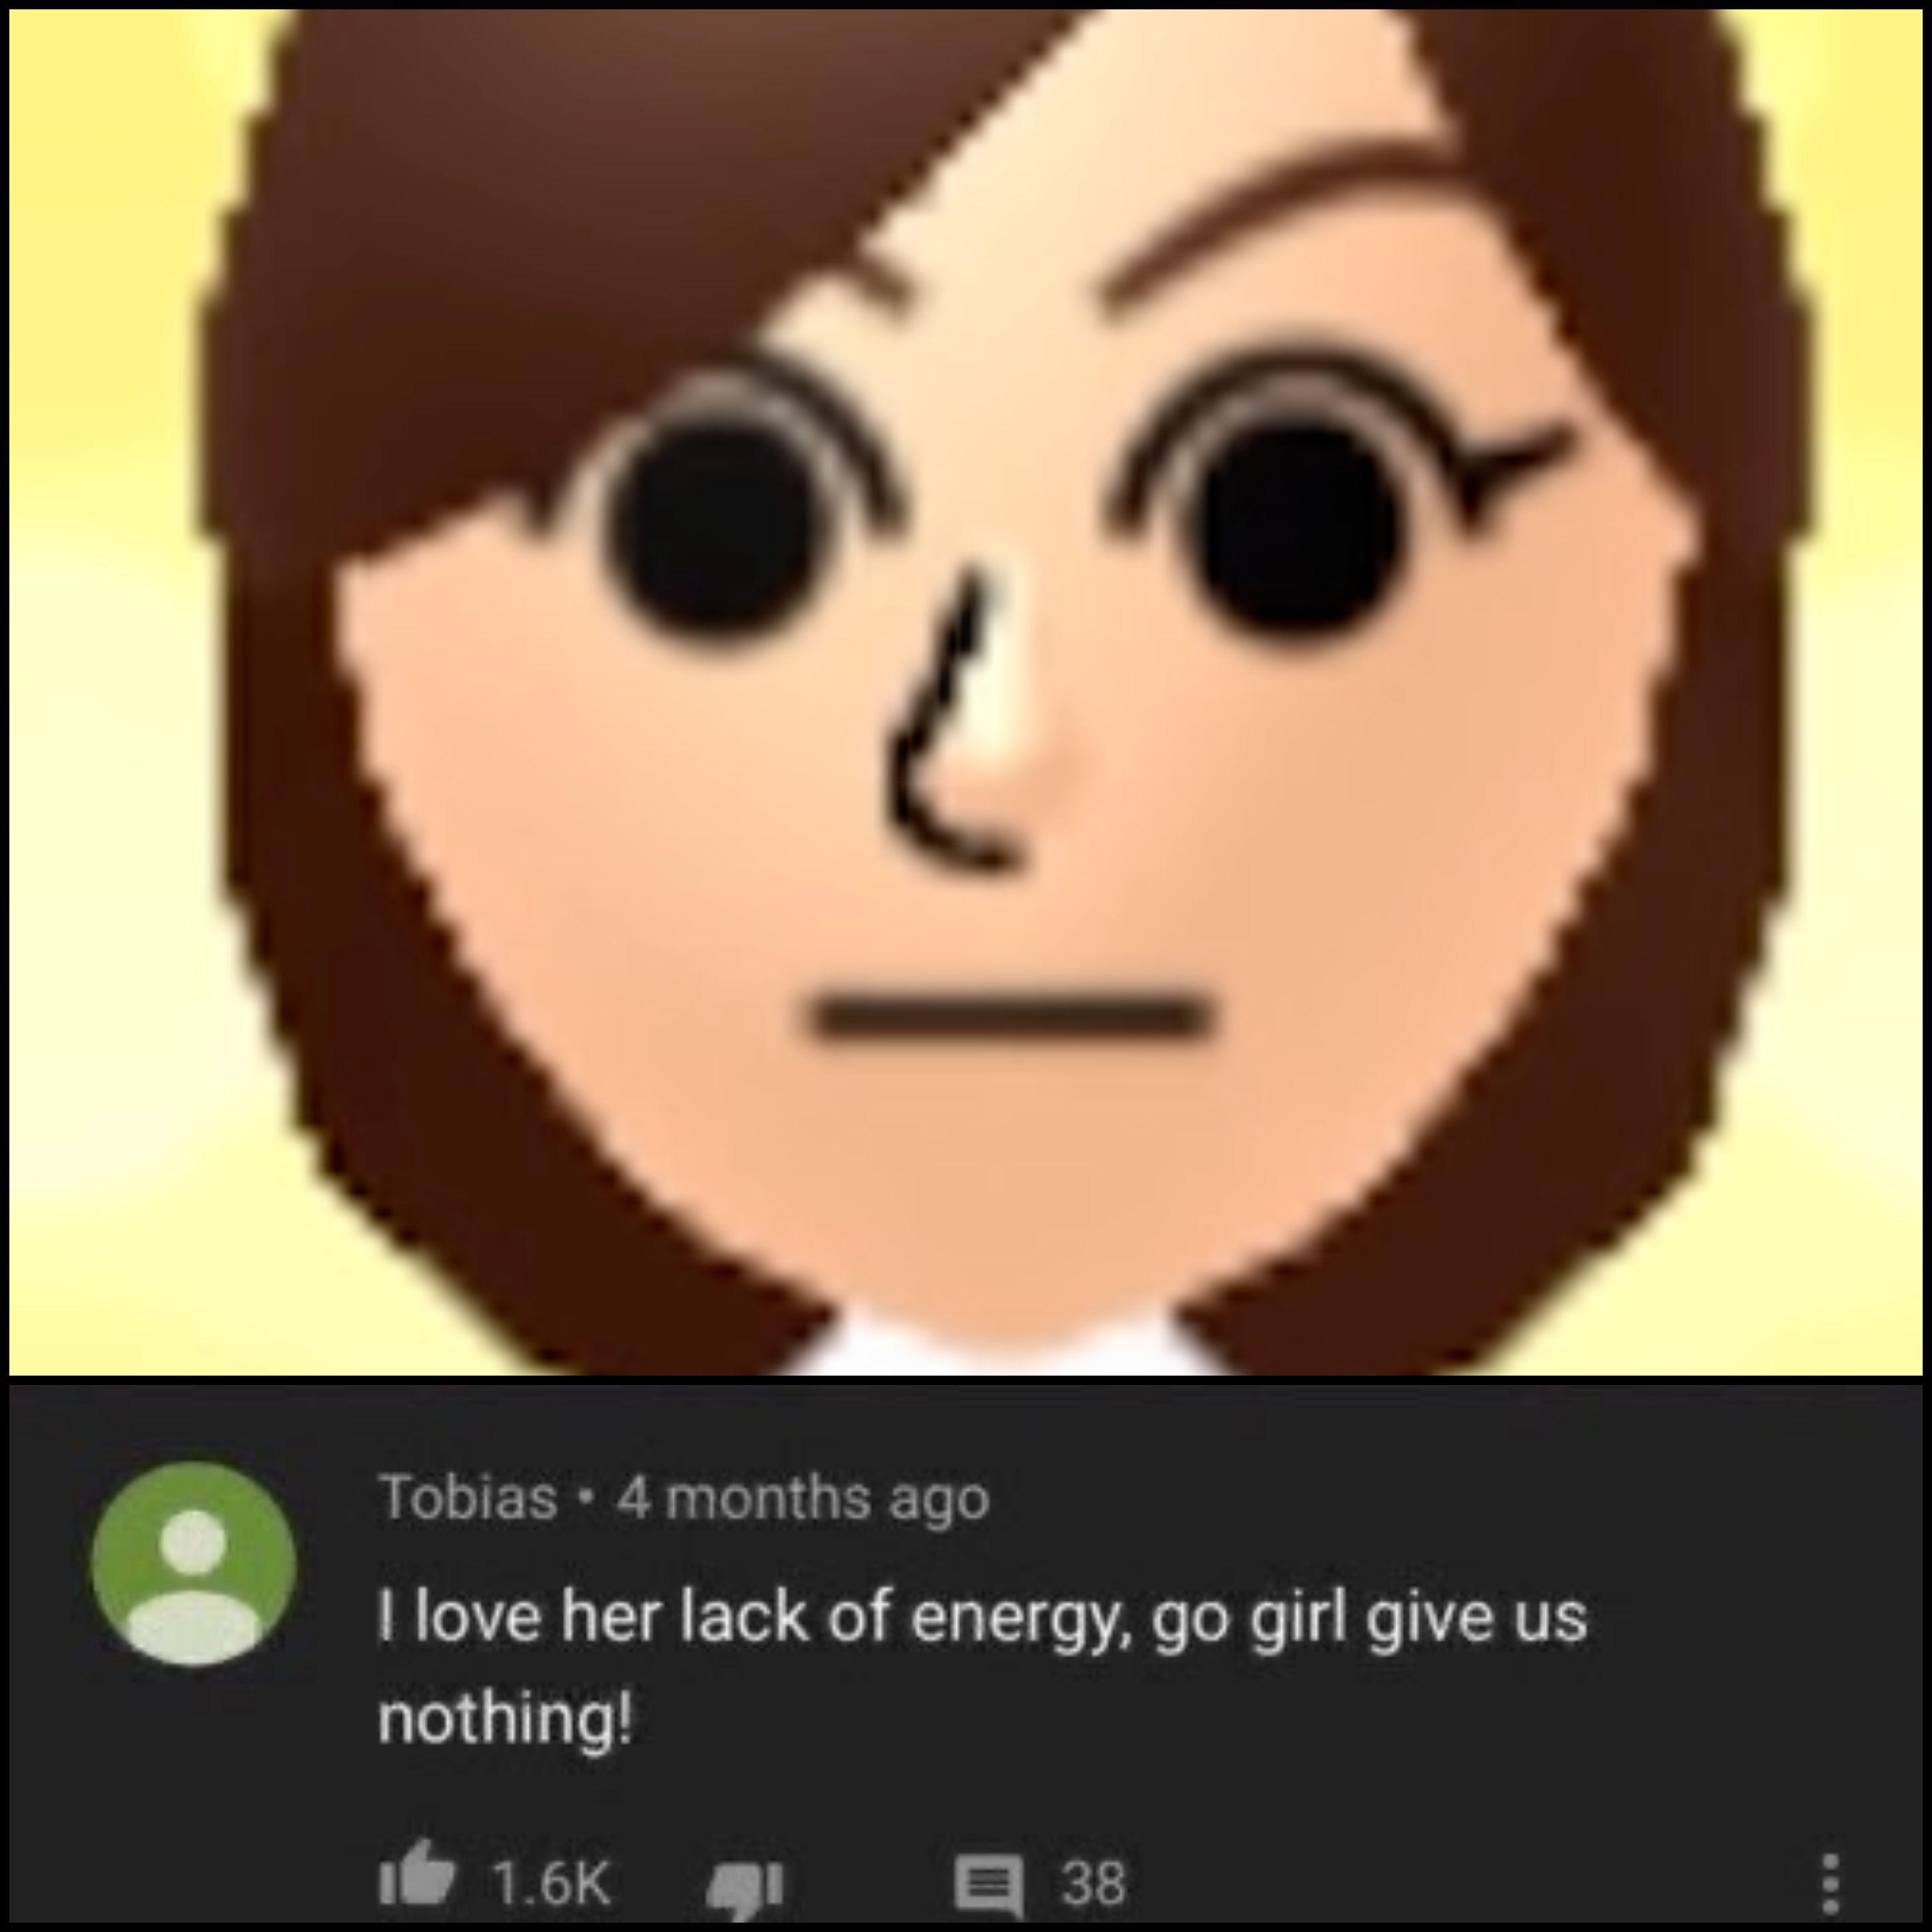 Tobias • 4 months ago
I love her lack of energy, go girl give us
nothing!
1.6K 38